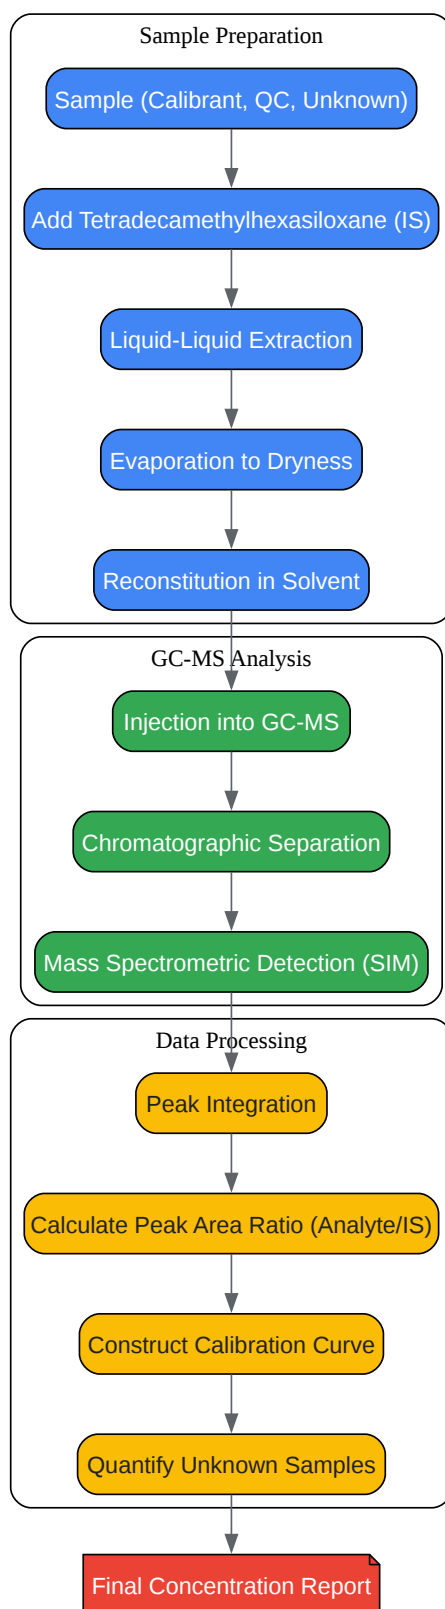 Sample Preparation
Sample (Calibrant, QC, Unknown)
Add Tetradecamethylhexasiloxane (IS)
Liquid-Liquid Extraction
Evaporation to Dryness
Reconstitution in Solvent
GC-MS Analysis
Injection into GC-MS
Chromatographic Separation
Mass Spectrometric Detection (SIM)
Data Processing
Peak Integration
Calculate Peak Area Ratio (Analyte/IS)
Construct Calibration Curve
Quantify Unknown Samples
Final Concentration Report